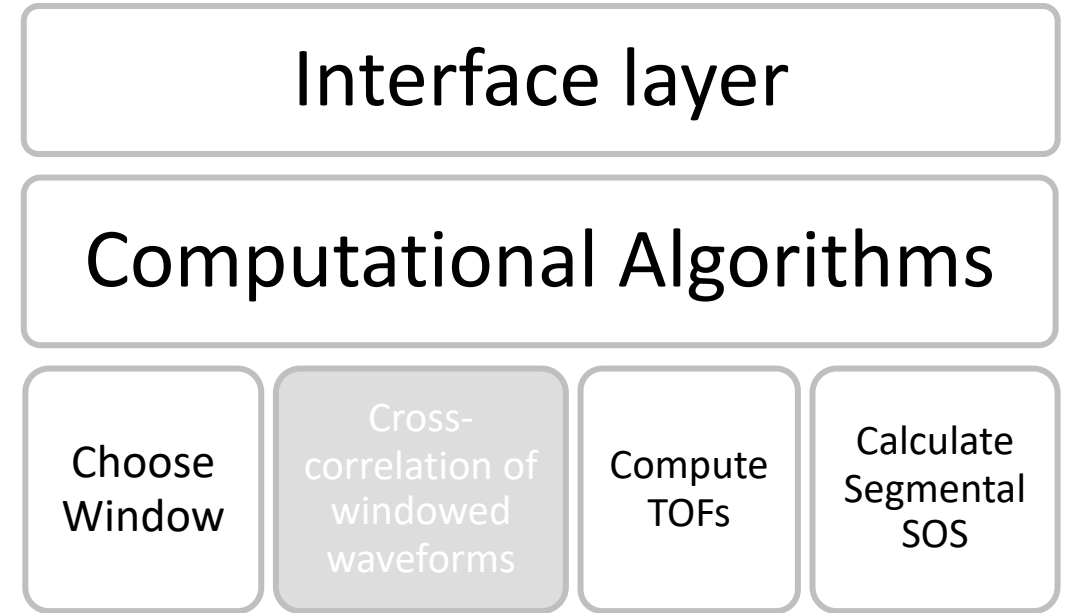 Interface layer
Computational Algorithms
Choose
Window
Cross-
correlation of
windowed
waveforms
Compute
TOFs
Calculate
Segmental
SOS